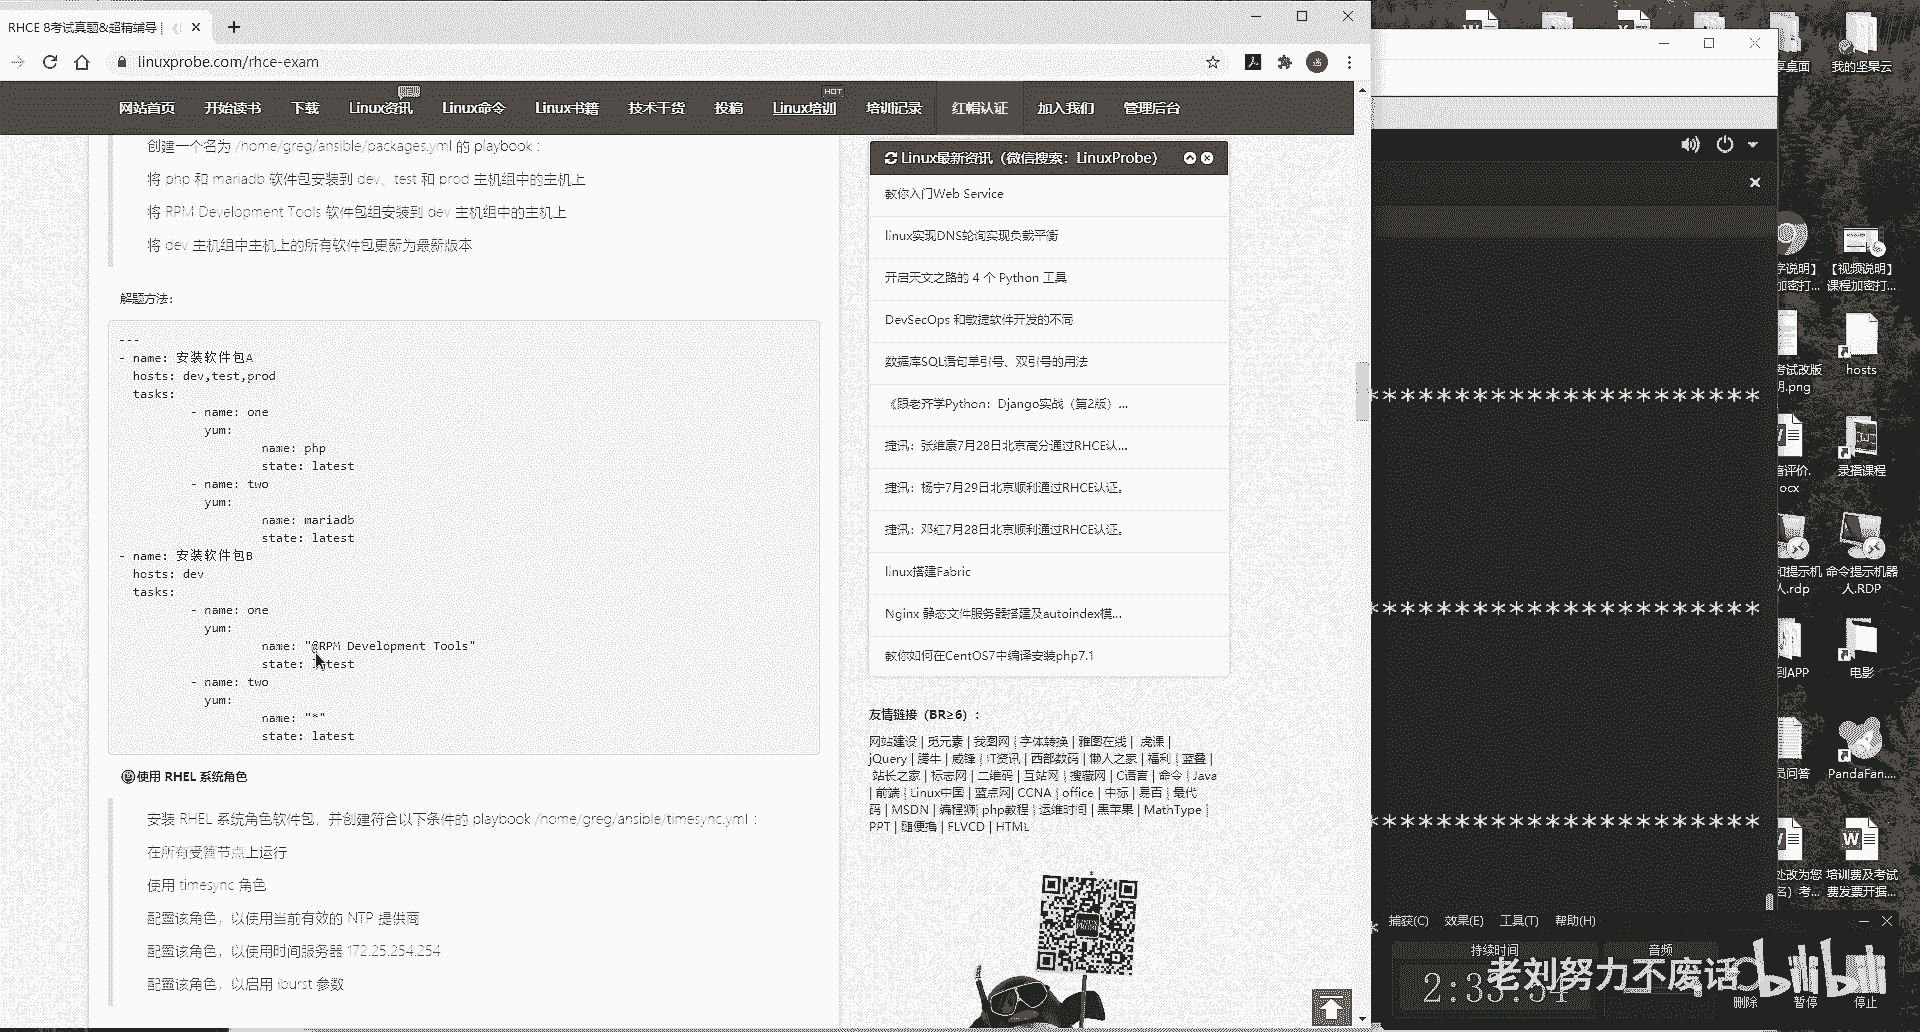 RHCE 8考试真题&超精辅导 |
linuxprobe.com/rhce-exam
网站首页 开始读书 下载 Linux资讯 Linux命令 Linux书籍 技术干货 投稿 Linux培训 HOT 培训记录 红帽认证 加入我们 管理后台
创建一个名为 /home/greg/ansible/packages.yml 的 playbook :
将 php 和 mariadb 软件包安装到 dev、test 和 prod 主机组中的主机上
将 RPM Development Tools 软件包组安装到 dev 主机组中的主机上
将 dev 主机组中主机上的所有软件包更新为最新版本
解题方法：
---
- name: 安装软件包A
hosts: dev,test,prod
tasks:
- name: one
yum:
name: php
state: latest
- name: two
yum:
name: mariadb
state: latest
- name: 安装软件包B
hosts: dev
tasks:
- name: one
yum:
name: "@RPM Development Tools"
state: latest
- name: two
yum:
name: "*"
state: latest
使用 RHEL 系统角色
安装 RHEL 系统角色软件包，并创建符合以下条件的 playbook /home/greg/ansible/timesync.yml :
在所有受管节点上运行
使用 timesync 角色
配置该角色，以使用当前有效的 NTP 提供商
配置该角色，以使用时间服务器 172.25.254.254
配置该角色，以启用 iburst 参数
Linux最新资讯（微信搜索：LinuxProbe）
教你入门Web Service
linux实现DNS轮询实现负载平衡
开启天文之路的 4 个 Python 工具
DevSecOps 和敏捷软件开发的不同
数据库SQL语句单引号、双引号的用法
《跟老齐学Python：Django实战（第2版）...
捷讯：张维豪7月28日北京高分通过RHCE认...
捷讯：杨宁7月29日北京顺利通过RHCE认证。
捷讯：邓红7月28日北京顺利通过RHCE认证。
linux搭建Fabric
Nginx 静态文件服务器搭建及autoindex模...
教你如何在CentOS7中编译安装php7.1
友情链接（BR≥6）：
网站建设 | 觅元素 | 我图网 | 字体转换 | 雅图在线 | 虎课 |
jQuery | 腾牛 | 威锋 | IT资讯 | 西部数码 | 懒人之家 | 福利 | 蓝叠 |
站长之家 | 标志网 | 二维码 | 互站网 | 搜藏网 | C语言 | 命令 | Java
| 前端 | Linux中国 | 蓝点网| CCNA | office | 中标 | 易百 | 最代
码 | MSDN | 编程狮| php教程 | 运维时间 | 黑苹果 | MathType |
PPT | 随便撸 | FLVCD | HTML
享桌面
我的坚果云
字说明】
加密打...
【视频说明】
课程加密打...
考试改版
明.png
hosts
*****************************
评价.
ocx
录播课程
和提示机
人.rdp
命令提示机器
人.RDP
*****************************
到APP
电影
员问答
PandaFan....
*****************************
处改为您
名）考...
培训费及考试
费发票开据...
捕获(C) 效果(E) 工具(T) 帮助(H)
持续时间 音频
2:33:34
老刘努力不废话 bilibili
删除 暂停 停止